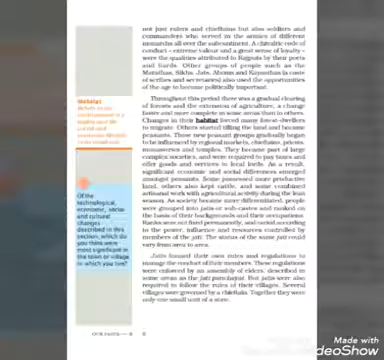 not just rulers and chieftains but also soldiers and
commanders who served in the armies of different
monarchs all over the subcontinent. A chivalric code of
conduct – extreme valour and a great sense of loyalty –
were the qualities attributed to Rajputs by their poets
and bards. Other groups of people such as the
Marathas, Sikhs, Jats, Ahoms and Kayasthas (a caste
of scribes and secretaries) also used the opportunities
of the age to become politically important.
Throughout this period there was a gradual clearing
of forests and the extension of agriculture, a change
faster and more complete in some areas than in others.
Changes in their habitat forced many forest-dwellers
to migrate. Others started tilling the land and became
peasants. These new peasant groups gradually began
to be influenced by regional markets, chieftains, priests,
monasteries and temples. They became part of large,
complex societies, and were required to pay taxes and
offer goods and services to local lords. As a result,
significant economic and social differences emerged
amongst peasants. Some possessed more productive
land, others also kept cattle, and some combined
artisanal work with agricultural activity during the lean
season. As society became more differentiated, people
were grouped into jatis or sub-castes and ranked on
the basis of their backgrounds and their occupations.
Ranks were not fixed permanently, and varied according
to the power, influence and resources controlled by
members of the jati. The status of the same jati could
vary from area to area.
Jatis framed their own rules and regulations to
manage the conduct of their members. These regulations
were enforced by an assembly of elders, described in
some areas as the jati panchayat. But jatis were also
required to follow the rules of their villages. Several
villages were governed by a chieftain. Together they were
only one small unit of a state.
Habitat
?
Of the
technological,
economic, social
and cultural
changes
described in this
section, which do
you think were
most significant in
the town or village
in which you live?
OUR PASTS – II
8
Made with
VideoShow